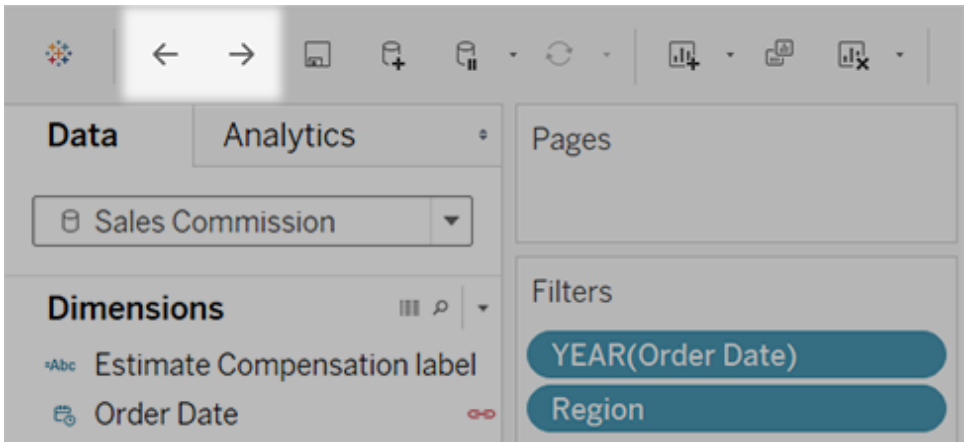 Data
Analytics
Pages
Sales Commission
Dimensions
Filters
=Abc Estimate Compensation label
YEAR(Order Date)
Order Date
Region